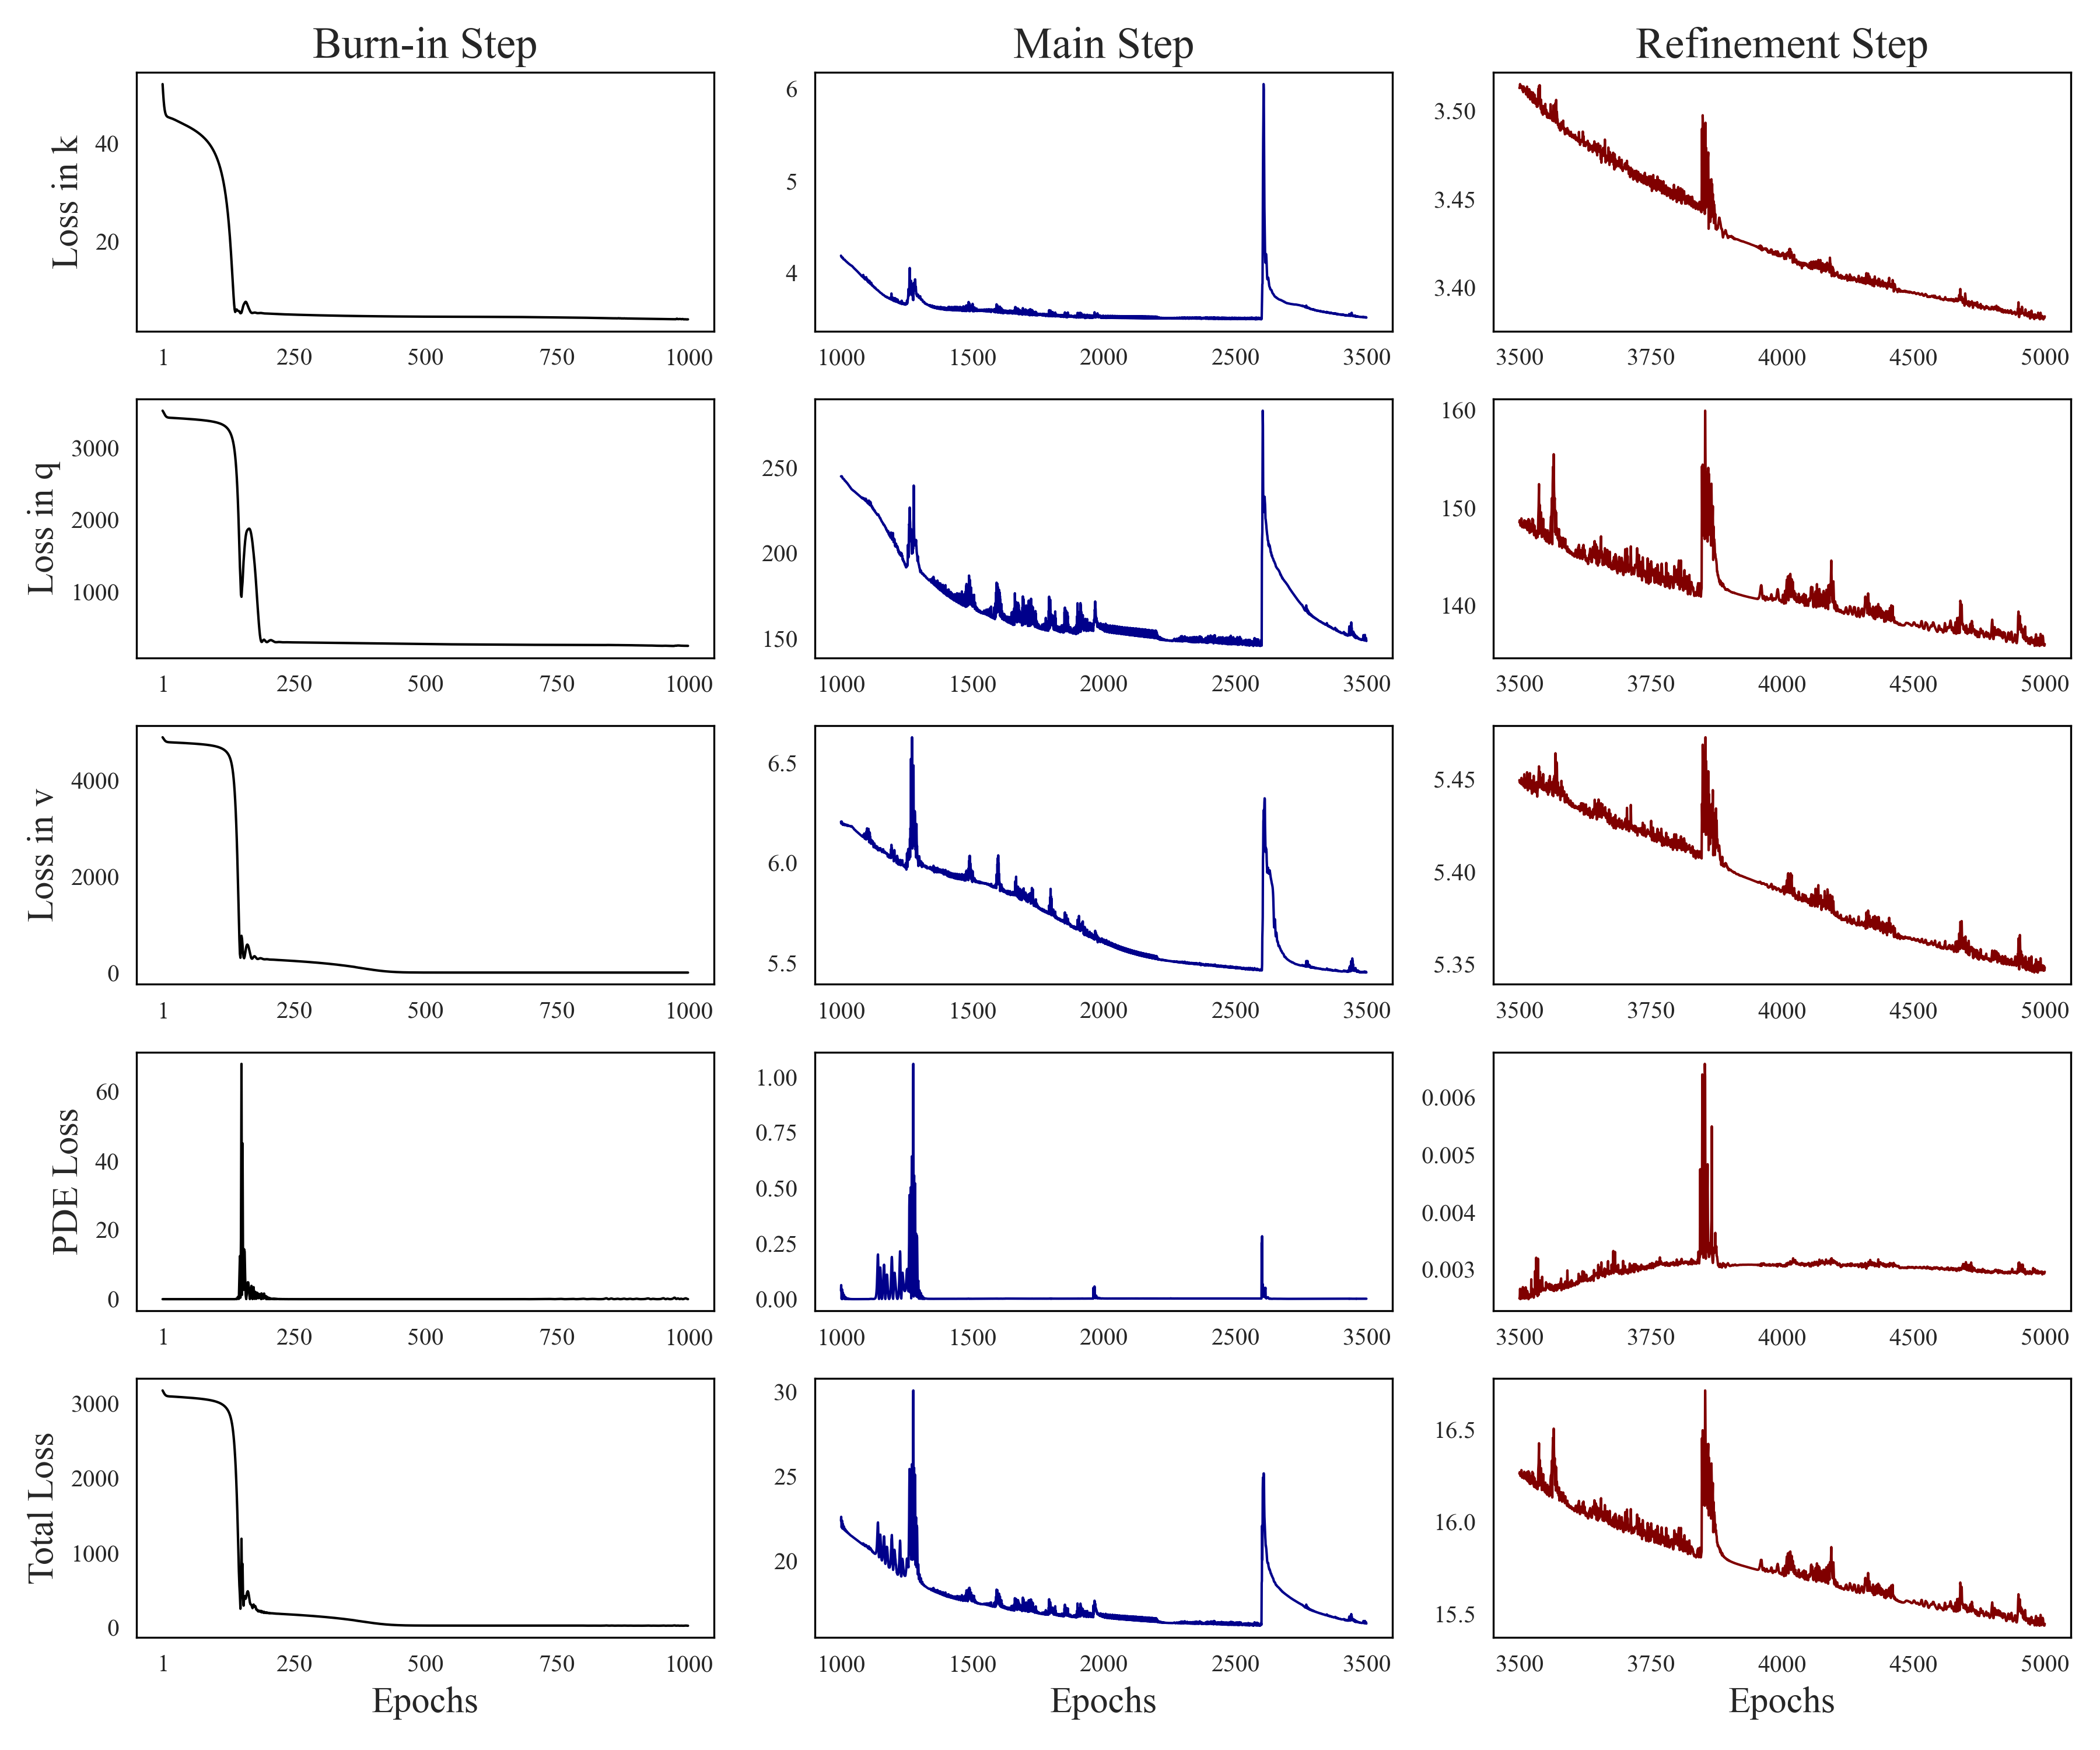 Burn-in Step Main Step Refinement Step
Loss in k
40
20
1 250 500 750 1000
6
5
4
1000 1500 2000 2500 3500
3.50
3.45
3.40
3500 3750 4000 4500 5000
Loss in q
3000
2000
1000
1 250 500 750 1000
250
200
150
1000 1500 2000 2500 3500
160
150
140
3500 3750 4000 4500 5000
Loss in v
4000
2000
0
1 250 500 750 1000
6.5
6.0
5.5
1000 1500 2000 2500 3500
5.45
5.40
5.35
3500 3750 4000 4500 5000
PDE Loss
60
40
20
0
1 250 500 750 1000
1.00
0.75
0.50
0.25
0.00
1000 1500 2000 2500 3500
0.006
0.005
0.004
0.003
3500 3750 4000 4500 5000
Total Loss
3000
2000
1000
0
1 250 500 750 1000
Epochs
30
25
20
1000 1500 2000 2500 3500
Epochs
16.5
16.0
15.5
3500 3750 4000 4500 5000
Epochs